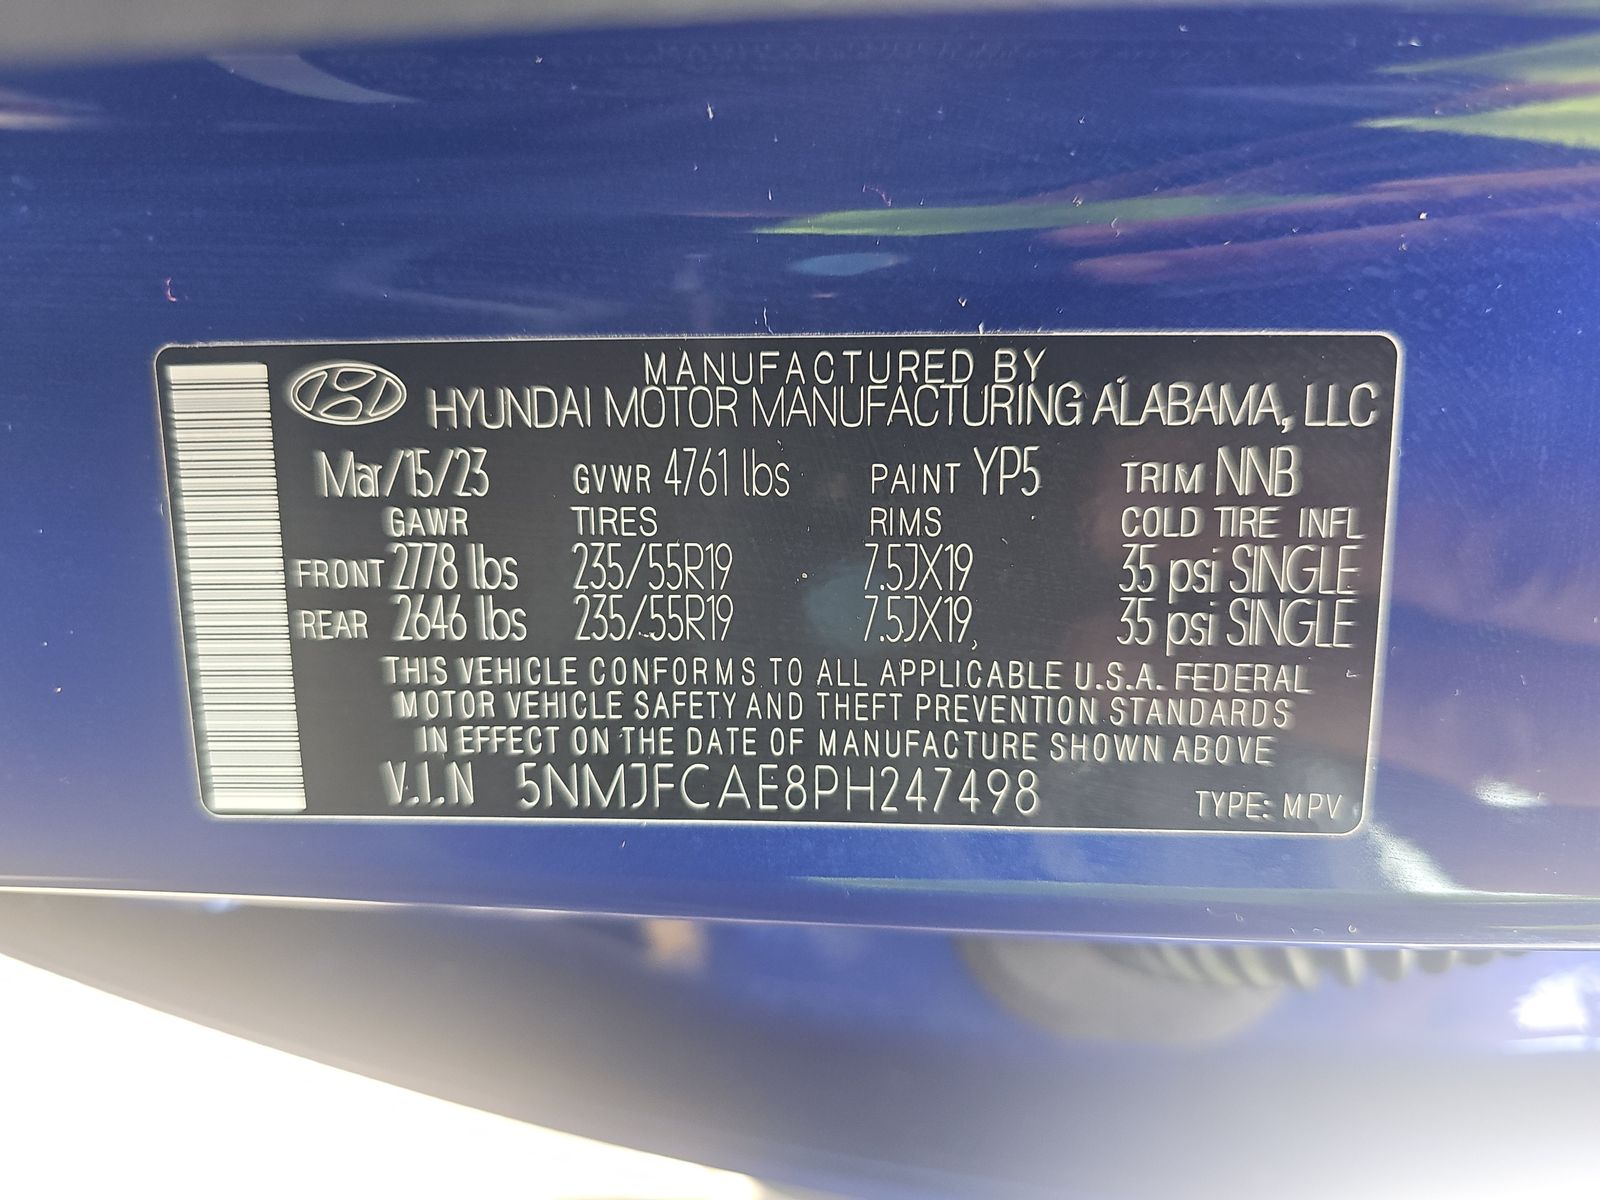 MANUFACTURED BY
HYUNDAI MOTOR MANUFACTURING ALABAMA, LLC
Mar/15/23 GVWR 4761 lbs PAINT YP5 TRIM NNB
GAWR TIRES RIMS COLD TIRE INFL
FRONT 2778 lbs 235/55R19 7.5JX19 35 psi SINGLE
REAR 2646 lbs 235/55R19 7.5JX19 35 psi SINGLE
THIS VEHICLE CONFORMS TO ALL APPLICABLE U.S.A. FEDERAL
MOTOR VEHICLE SAFETY AND THEFT PREVENTION STANDARDS
IN EFFECT ON THE DATE OF MANUFACTURE SHOWN ABOVE
V.I.N 5NMJFCAE8PH247498 TYPE: MPV